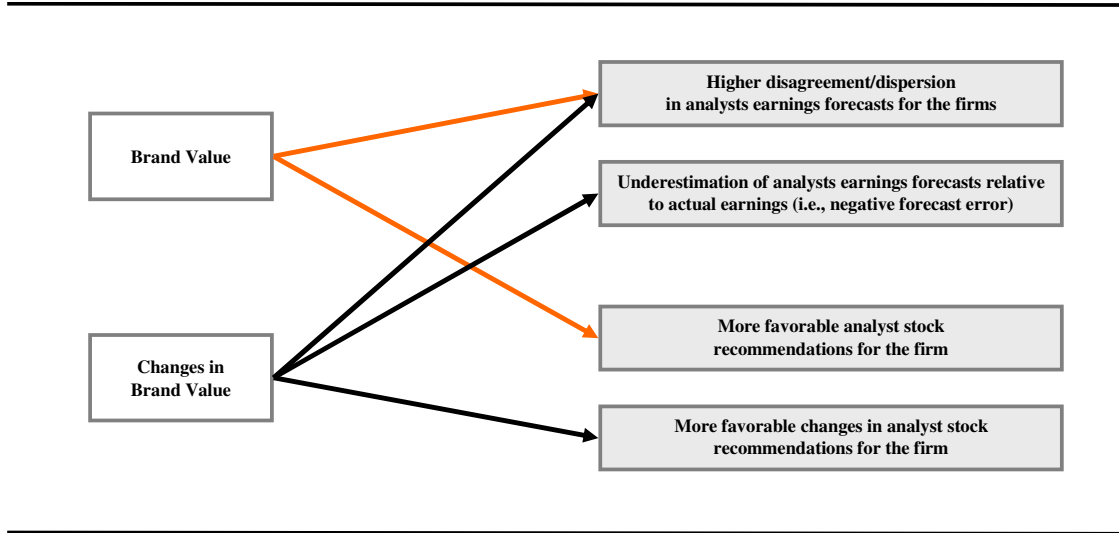 Higher disagreement/dispersion
in analysts earnings forecasts for the firms
Brand Value
Underestimation of analysts earnings forecasts relative
to actual earnings (i.e., negative forecast error)
More favorable analyst stock
recommendations for the firm
Changes in
Brand Value
More favorable changes in analyst stock
recommendations for the firm